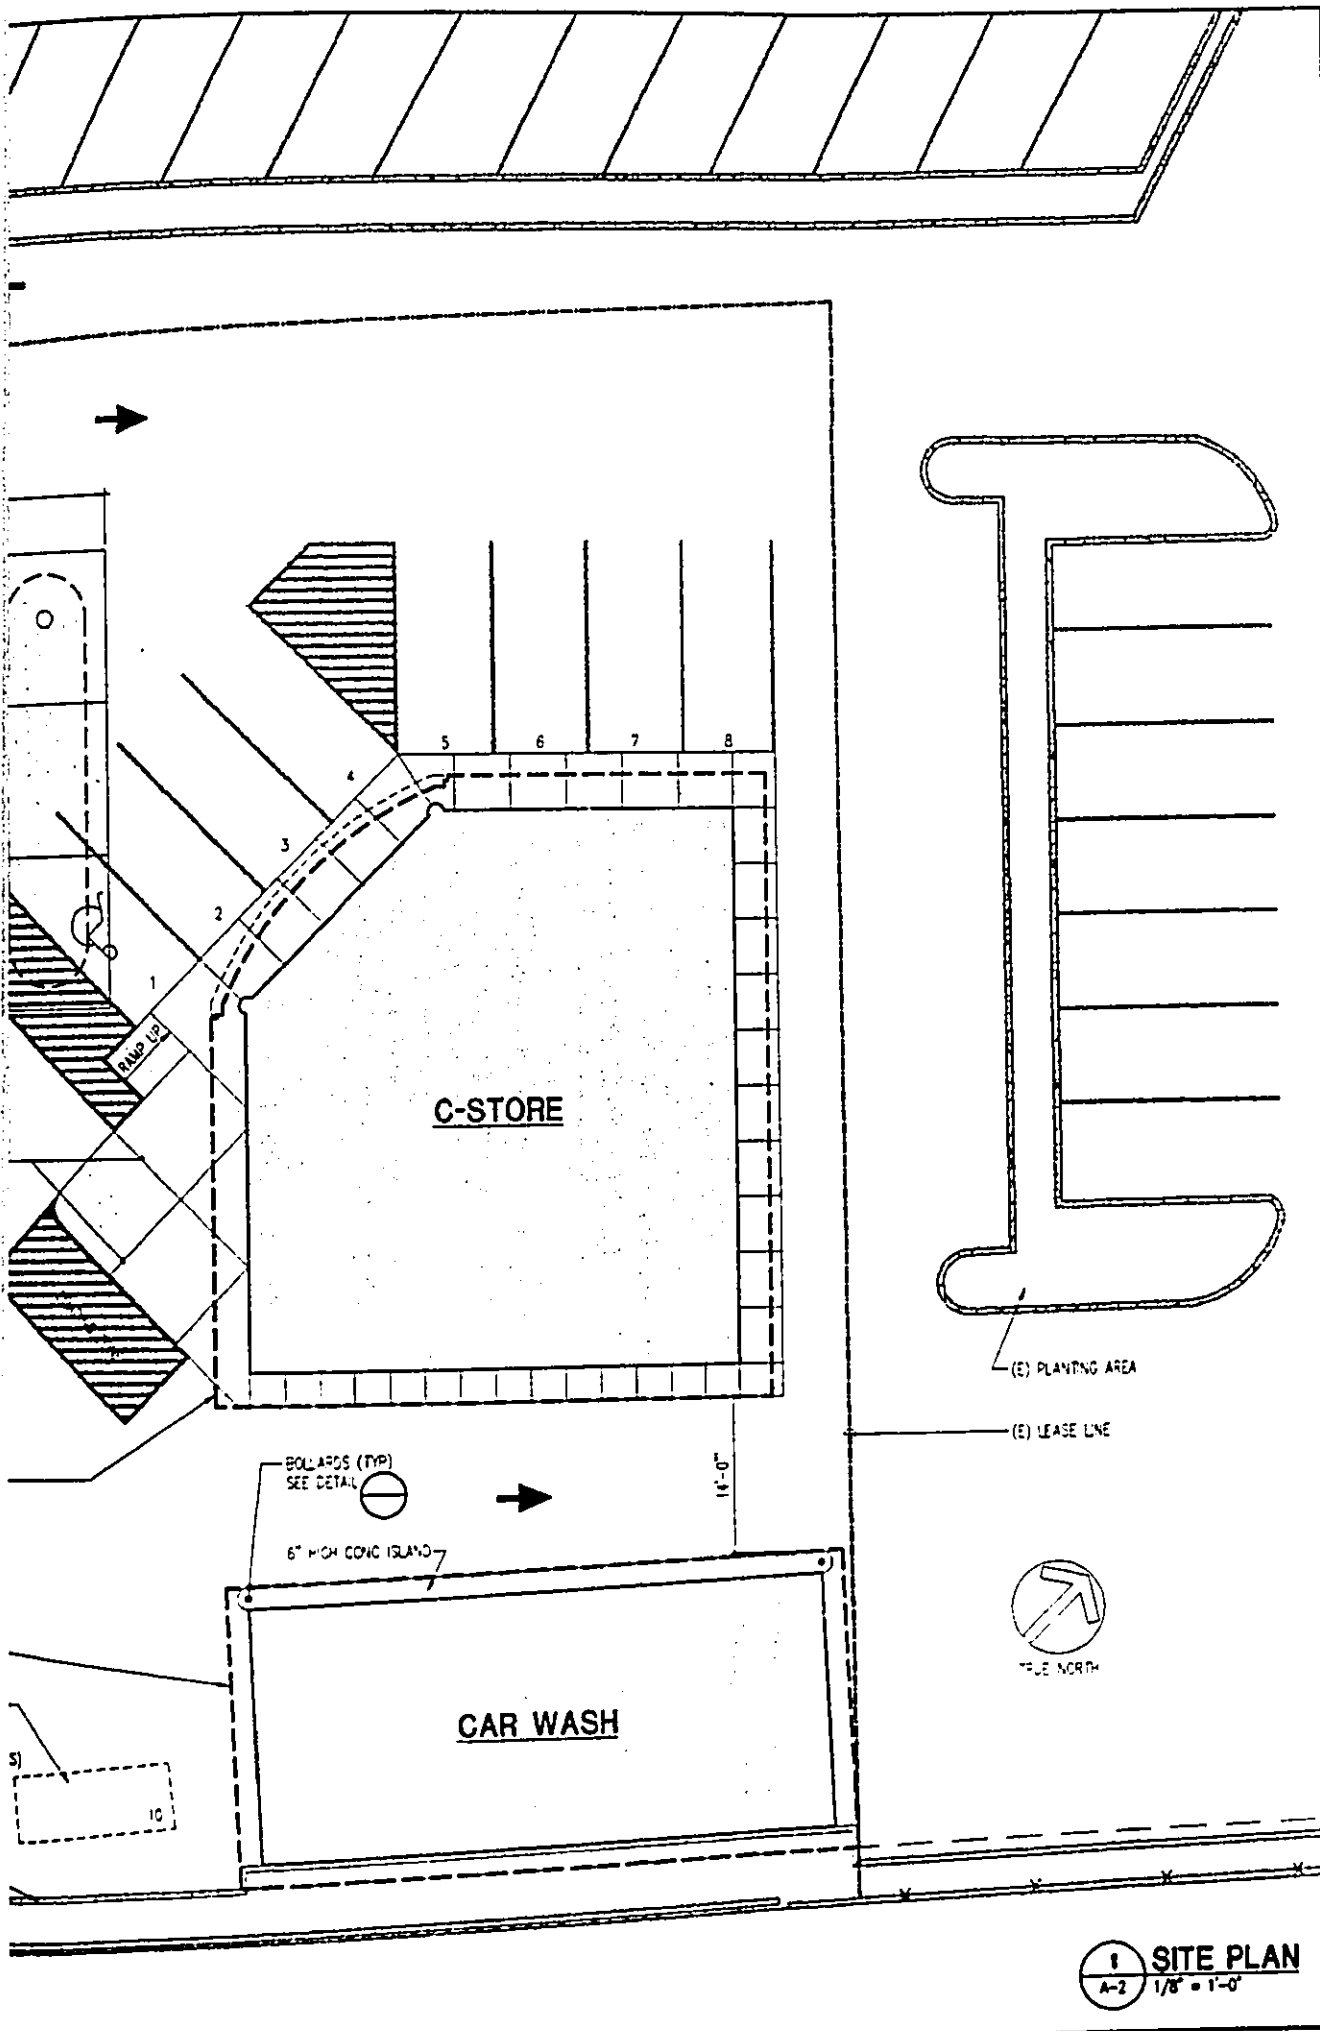 5 6 7 8
4
3
2
1
RAMP UP
C-STORE
(E) PLANTING AREA
(E) LEASE LINE
BOLLARDS (TYP)
SEE DETAIL
14'-0"
6" HIGH CONC ISLAND
TRUE NORTH
CAR WASH
S)
10
1 SITE PLAN
A-2 1/8" = 1'-0"